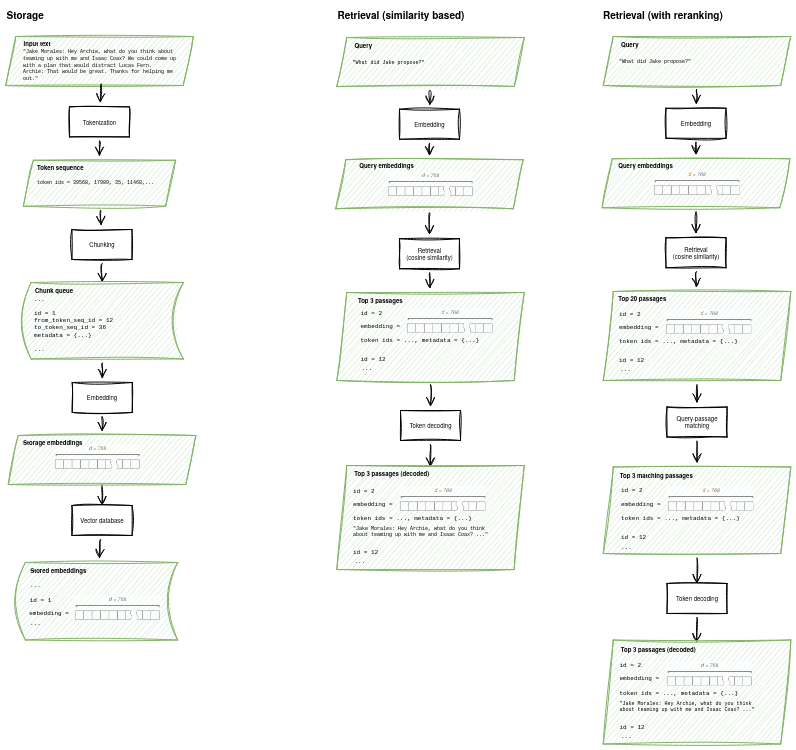 Storage
Input text
"Jake Morales: Hey Archie, what do you think about
teaming up with me and Isaac Coax? We could come up
with a plan that would distract Lucas Fern.
Archie: That would be great. Thanks for helping me
out."
Tokenization
Token sequence
token ids = 39568, 17989, 35, 11468,...
Chunking
Chunk queue
...
id = 1
from_token_seq_id = 12
to_token_seq_id = 36
metadata = {...}
...
Embedding
Storage embeddings
d = 768
Vector database
Stored embeddings
...
id = 1
d = 768
embedding =
...
Retrieval (similarity based)
Query
"What did Jake propose?"
Embedding
Query embeddings
d = 768
Retrieval
(cosine similarity)
Top 3 passages
id = 2
d = 768
embedding =
token ids = ..., metadata = {...}
id = 12
...
Token decoding
Top 3 passages (decoded)
id = 2
d = 768
embedding =
token ids = ..., metadata = {...}
"Jake Morales: Hey Archie, what do you think
about teaming up with me and Isaac Coax? ..."
id = 12
...
Retrieval (with reranking)
Query
"What did Jake propose?"
Embedding
Query embeddings
d = 768
Retrieval
(cosine similarity)
Top 20 passages
id = 2
d = 768
embedding =
token ids = ..., metadata = {...}
id = 12
...
Query-passage
matching
Top 3 matching passages
id = 2
d = 768
embedding =
token ids = ..., metadata = {...}
id = 12
...
Token decoding
Top 3 passages (decoded)
id = 2
d = 768
embedding =
token ids = ..., metadata = {...}
"Jake Morales: Hey Archie, what do you think
about teaming up with me and Isaac Coax? ..."
id = 12
...